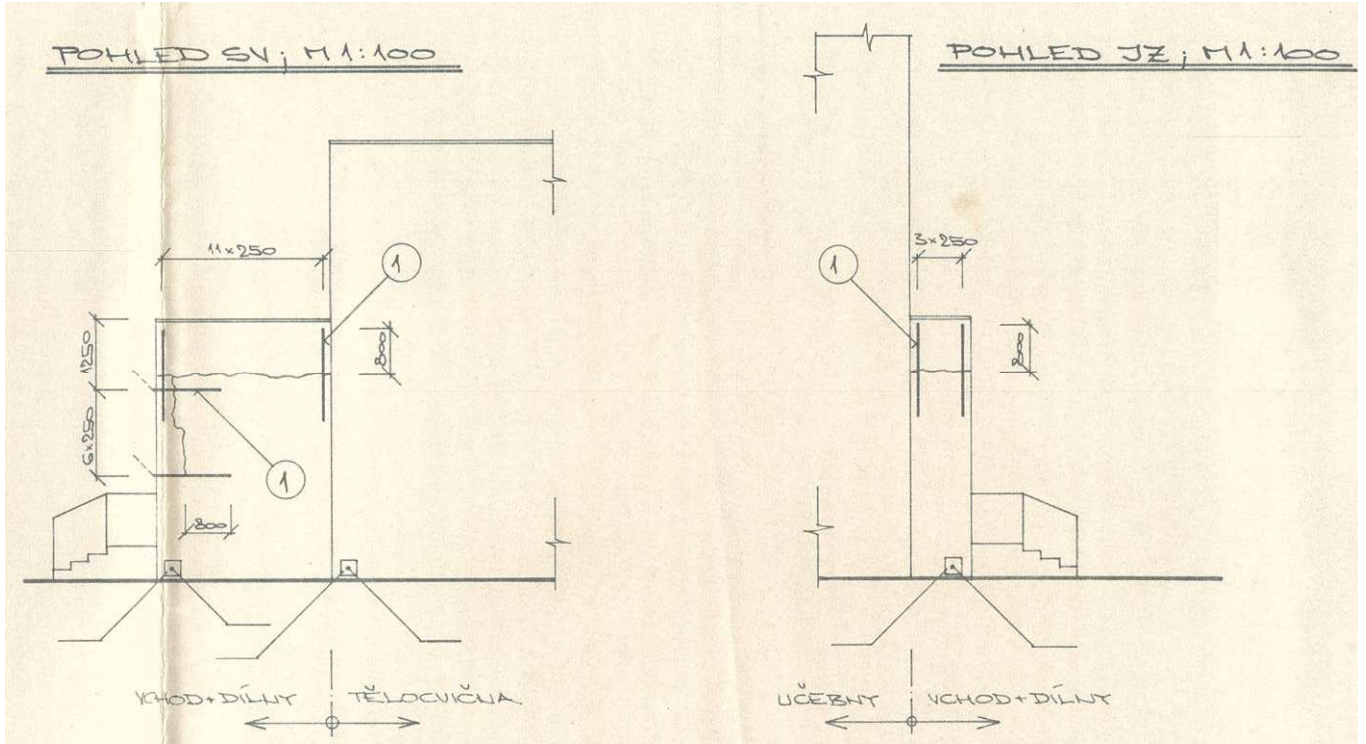 POHLED SV; M 1:100
POHLED JZ; M 1:100
11×250
1
1250
800
6×250
1
800
3×250
1
800
VCHOD+DÍLNY
TĚLOCVIČNA
UČEBNY
VCHOD+DÍLNY